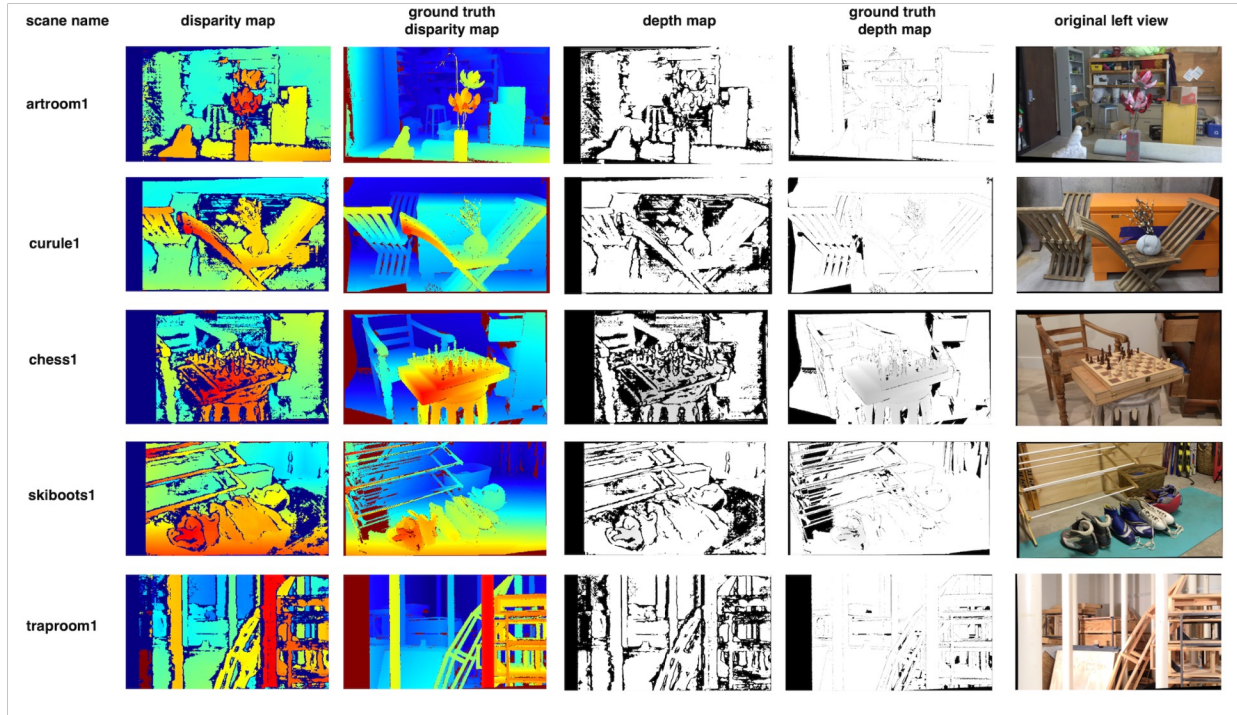 scane name
disparity map
ground truth
disparity map
depth map
ground truth
depth map
original left view
artroom1
curule1
chess1
skiboots1
traproom1